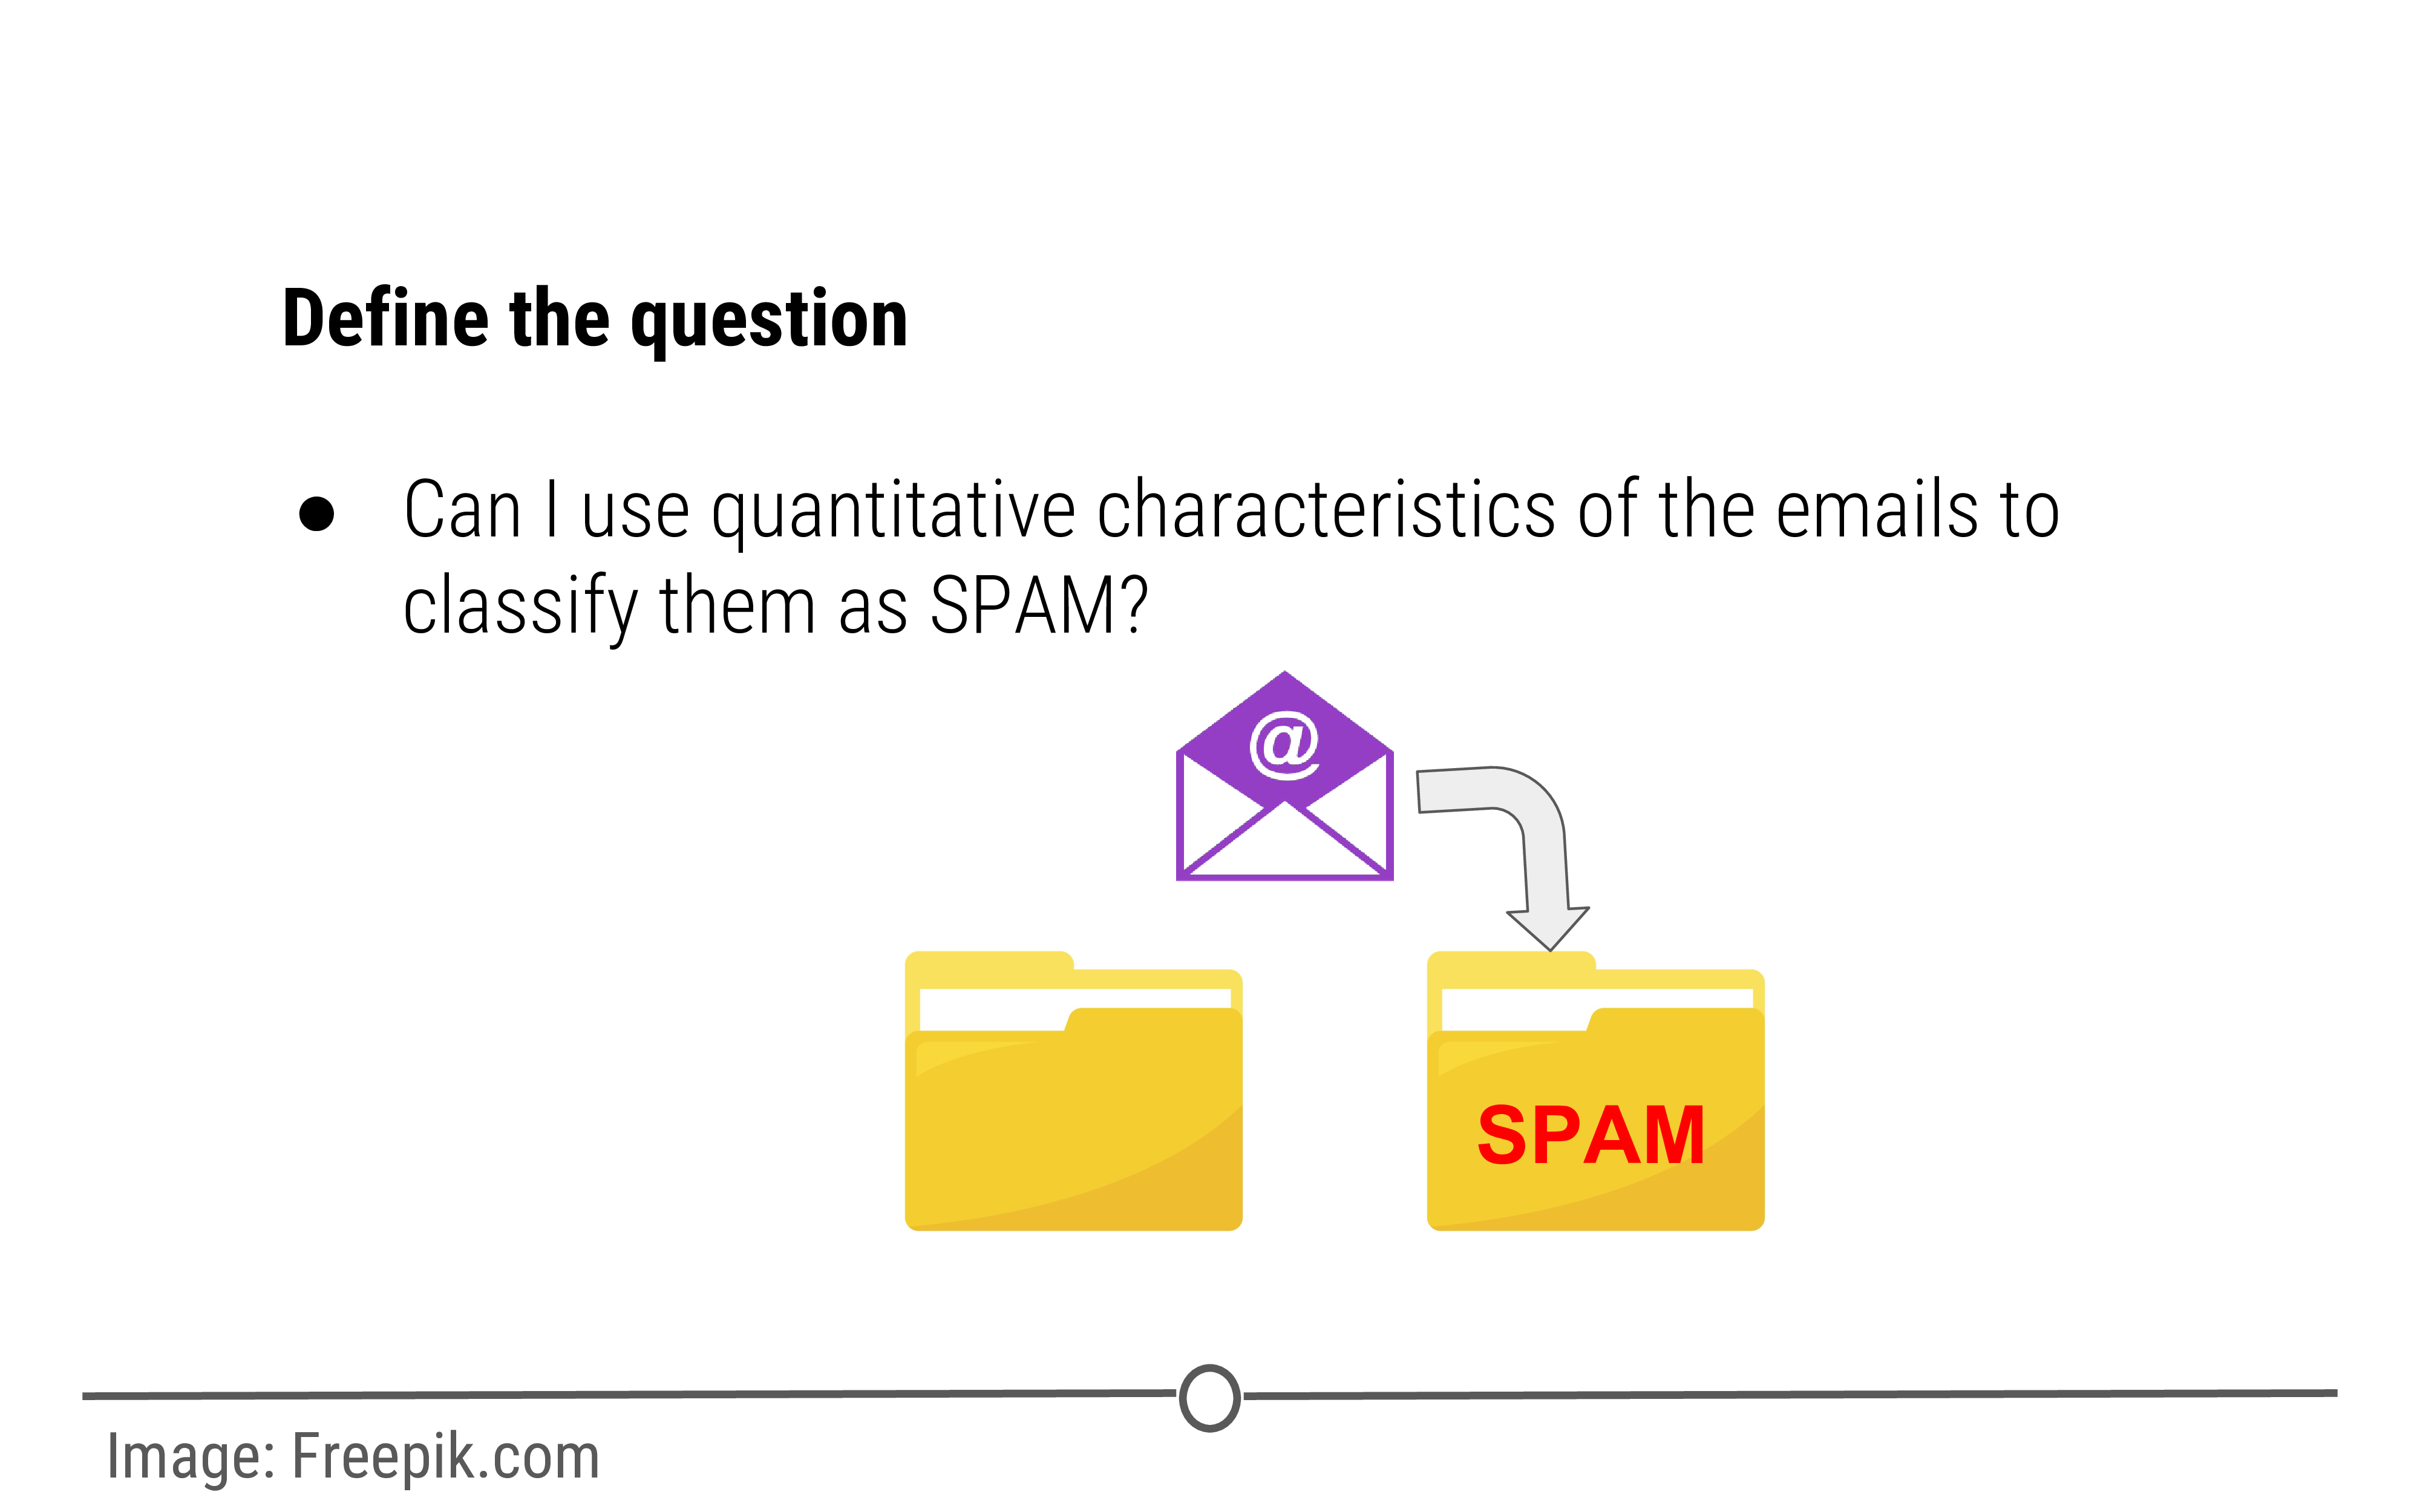 Define the question
● Can I use quantitative characteristics of the emails to
classify them as SPAM?
@
SPAM
Image: Freepik.com